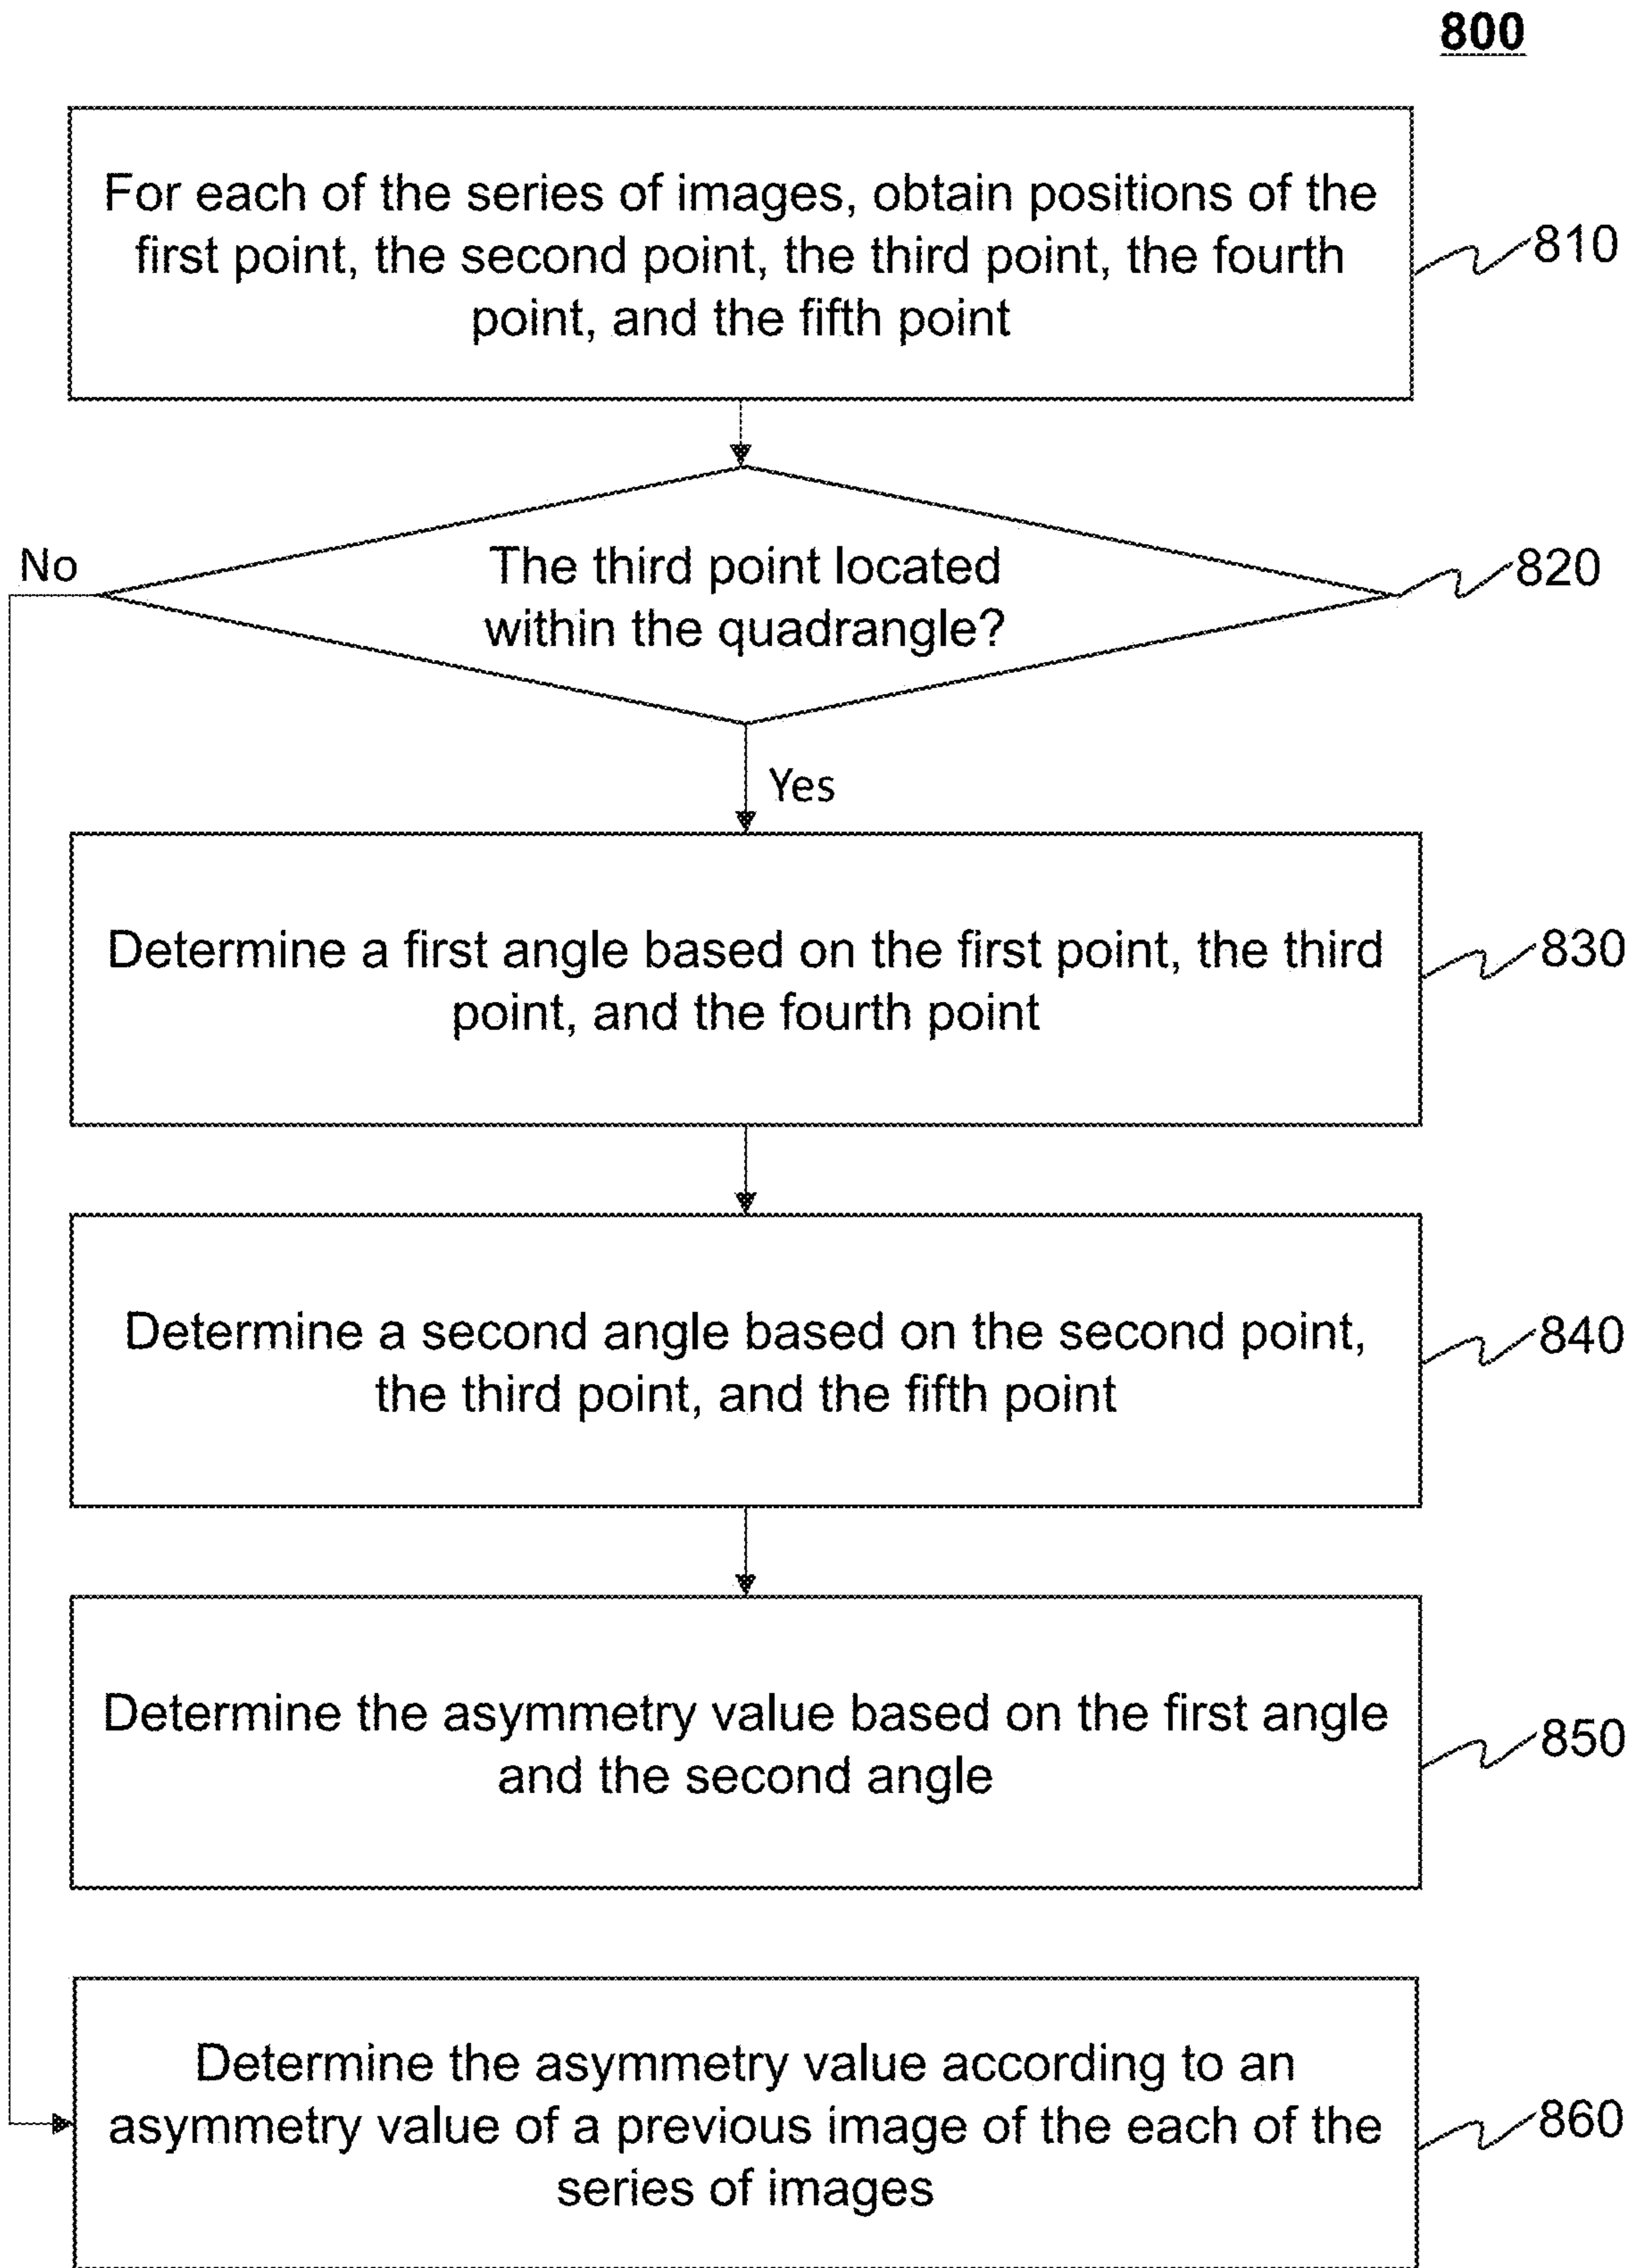 800
For each of the series of images, obtain positions of the
first point, the second point, the third point, the fourth
point, and the fifth point
810
No
The third point located
within the quadrangle?
820
Yes
Determine a first angle based on the first point, the third
point, and the fourth point
830
Determine a second angle based on the second point,
the third point, and the fifth point
840
Determine the asymmetry value based on the first angle
and the second angle
850
Determine the asymmetry value according to an
asymmetry value of a previous image of the each of the
series of images
860